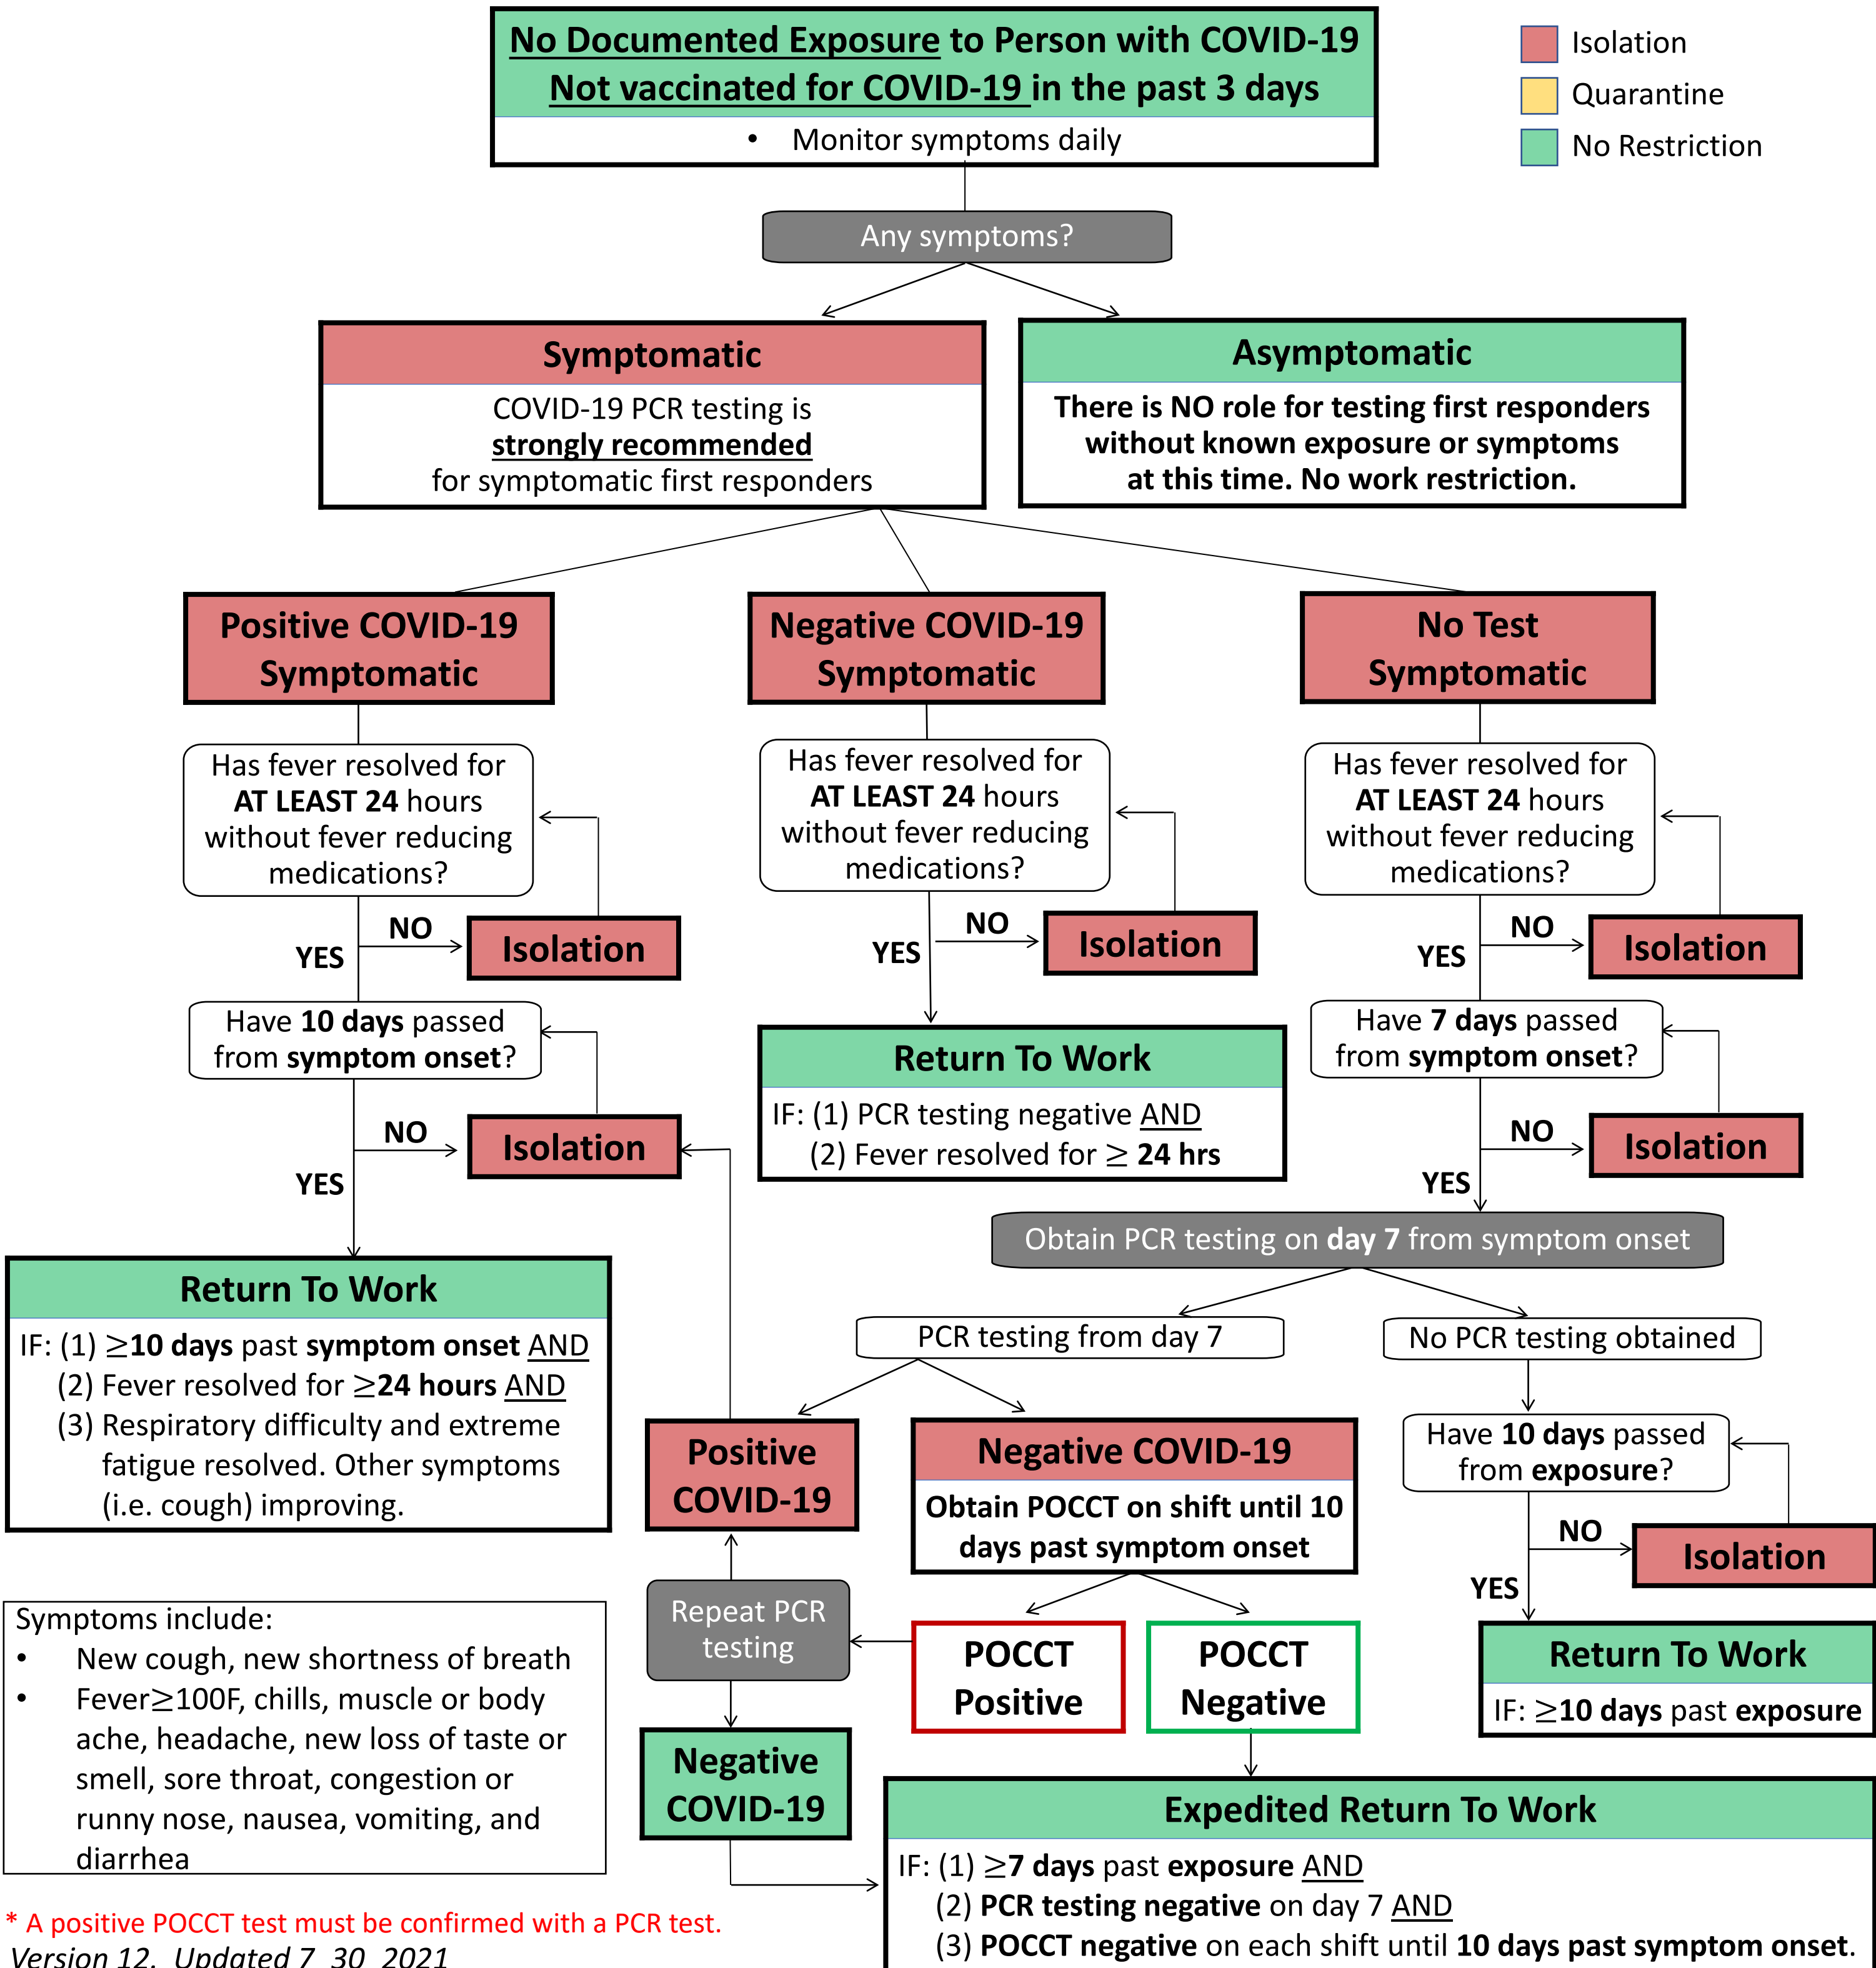 No Documented Exposure to Person with COVID-19
Not vaccinated for COVID-19 in the past 3 days
• Monitor symptoms daily
Isolation
Quarantine
No Restriction
Any symptoms?
Symptomatic
COVID-19 PCR testing is
strongly recommended
for symptomatic first responders
Asymptomatic
There is NO role for testing first responders
without known exposure or symptoms
at this time. No work restriction.
Positive COVID-19
Symptomatic
Negative COVID-19
Symptomatic
No Test
Symptomatic
Has fever resolved for
AT LEAST 24 hours
without fever reducing
medications?
NO
Isolation
YES
Have 10 days passed
from symptom onset?
NO
Isolation
YES
Return To Work
IF: (1) ≥10 days past symptom onset AND
(2) Fever resolved for ≥24 hours AND
(3) Respiratory difficulty and extreme
fatigue resolved. Other symptoms
(i.e. cough) improving.
Has fever resolved for
AT LEAST 24 hours
without fever reducing
medications?
NO
Isolation
YES
Return To Work
IF: (1) PCR testing negative AND
(2) Fever resolved for ≥ 24 hrs
Has fever resolved for
AT LEAST 24 hours
without fever reducing
medications?
NO
Isolation
YES
Have 7 days passed
from symptom onset?
NO
Isolation
YES
Obtain PCR testing on day 7 from symptom onset
PCR testing from day 7
No PCR testing obtained
Positive
COVID-19
Negative COVID-19
Obtain POCCT on shift until 10
days past symptom onset
Have 10 days passed
from exposure?
NO
Isolation
YES
Return To Work
IF: ≥10 days past exposure
Repeat PCR
testing
POCCT
Positive
POCCT
Negative
Negative
COVID-19
Expedited Return To Work
IF: (1) ≥7 days past exposure AND
(2) PCR testing negative on day 7 AND
(3) POCCT negative on each shift until 10 days past symptom onset.
Symptoms include:
• New cough, new shortness of breath
• Fever≥100F, chills, muscle or body
ache, headache, new loss of taste or
smell, sore throat, congestion or
runny nose, nausea, vomiting, and
diarrhea
* A positive POCCT test must be confirmed with a PCR test.
Version 12. Updated 7_30_2021